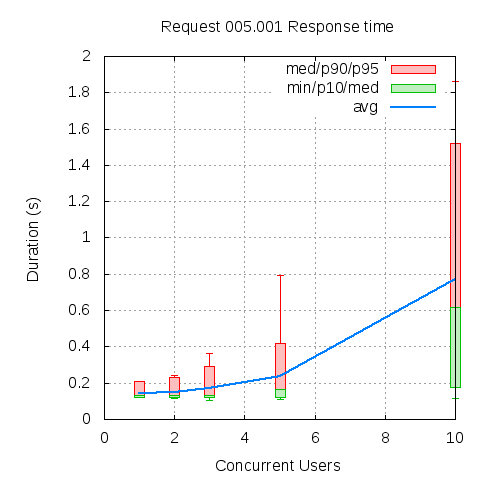 Request 005.001 Response time
med/p90/p95
min/p10/med
avg
Duration (s)
2
1.8
1.6
1.4
1.2
1
0.8
0.6
0.4
0.2
0
0 2 4 6 8 10
Concurrent Users